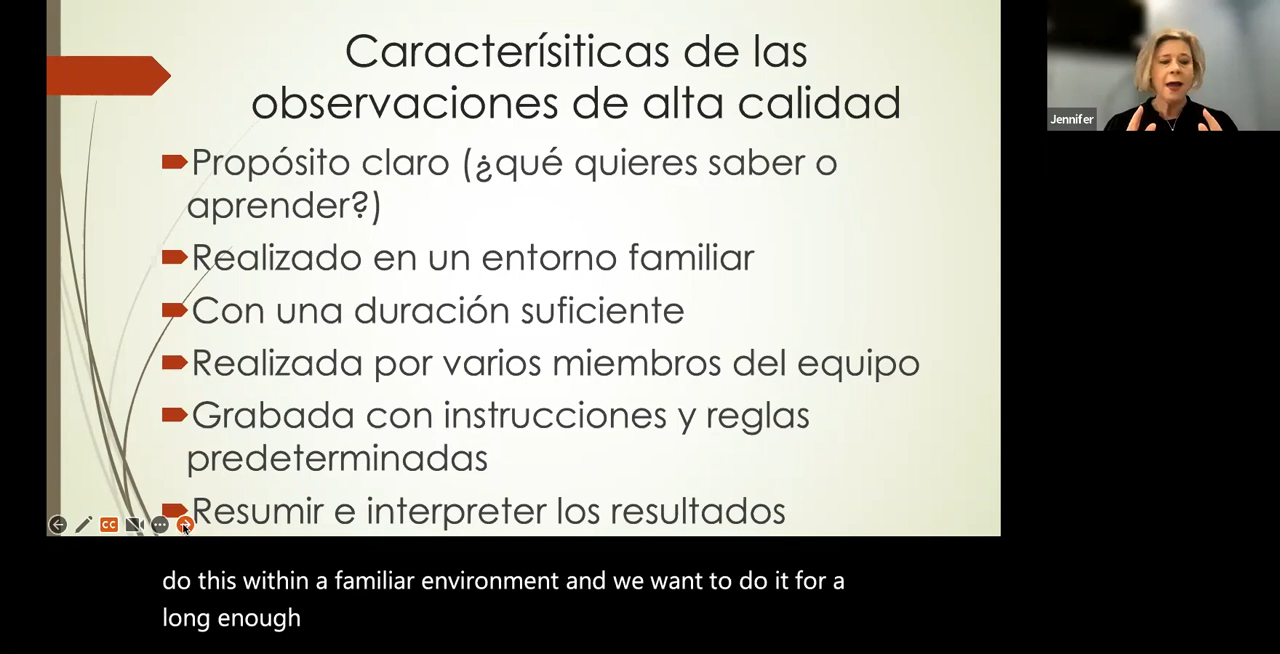 Caracterísiticas de las
observaciones de alta calidad
Propósito claro (¿qué quieres saber o
aprender?)
Realizado en un entorno familiar
Con una duración suficiente
Realizada por varios miembros del equipo
Grabada con instrucciones y reglas
predeterminadas
Resumir e interpreter los resultados
CC
Jennifer
do this within a familiar environment and we want to do it for a
long enough